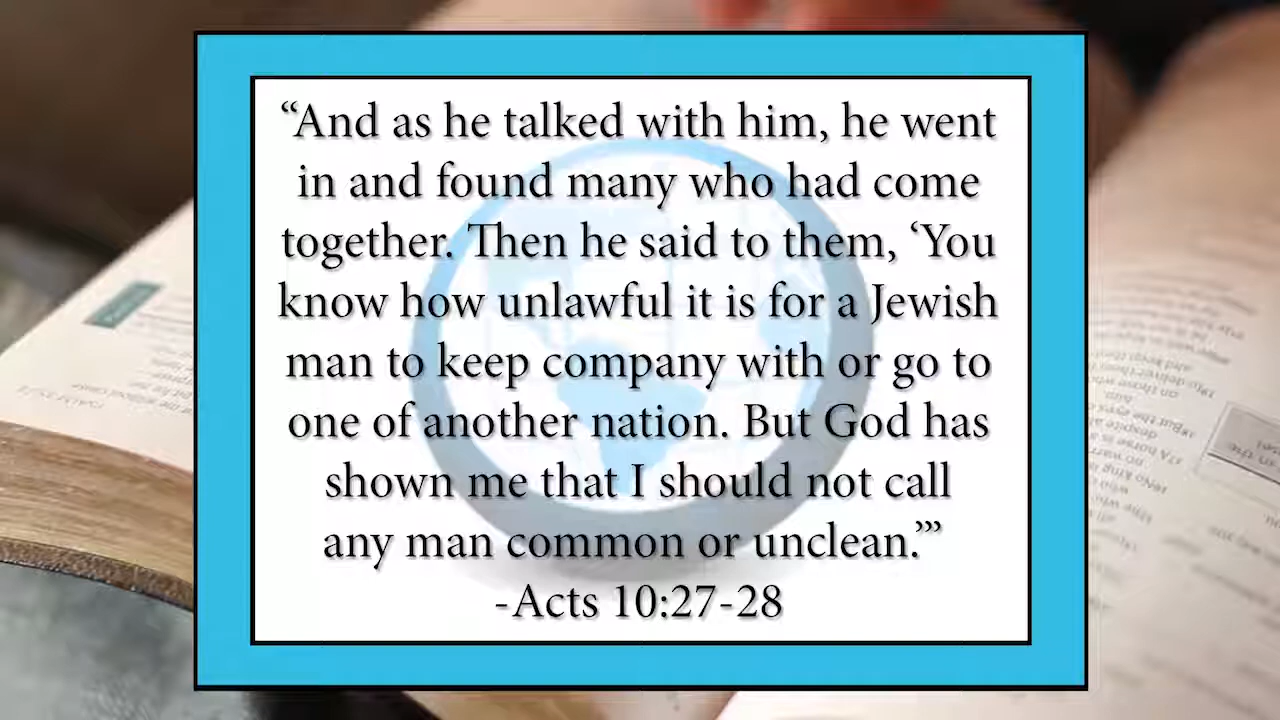 “And as he talked with him, he went
in and found many who had come
together. Then he said to them, ‘You
know how unlawful it is for a Jewish
man to keep company with or go to
one of another nation. But God has
shown me that I should not call
any man common or unclean.’”
-Acts 10:27-28